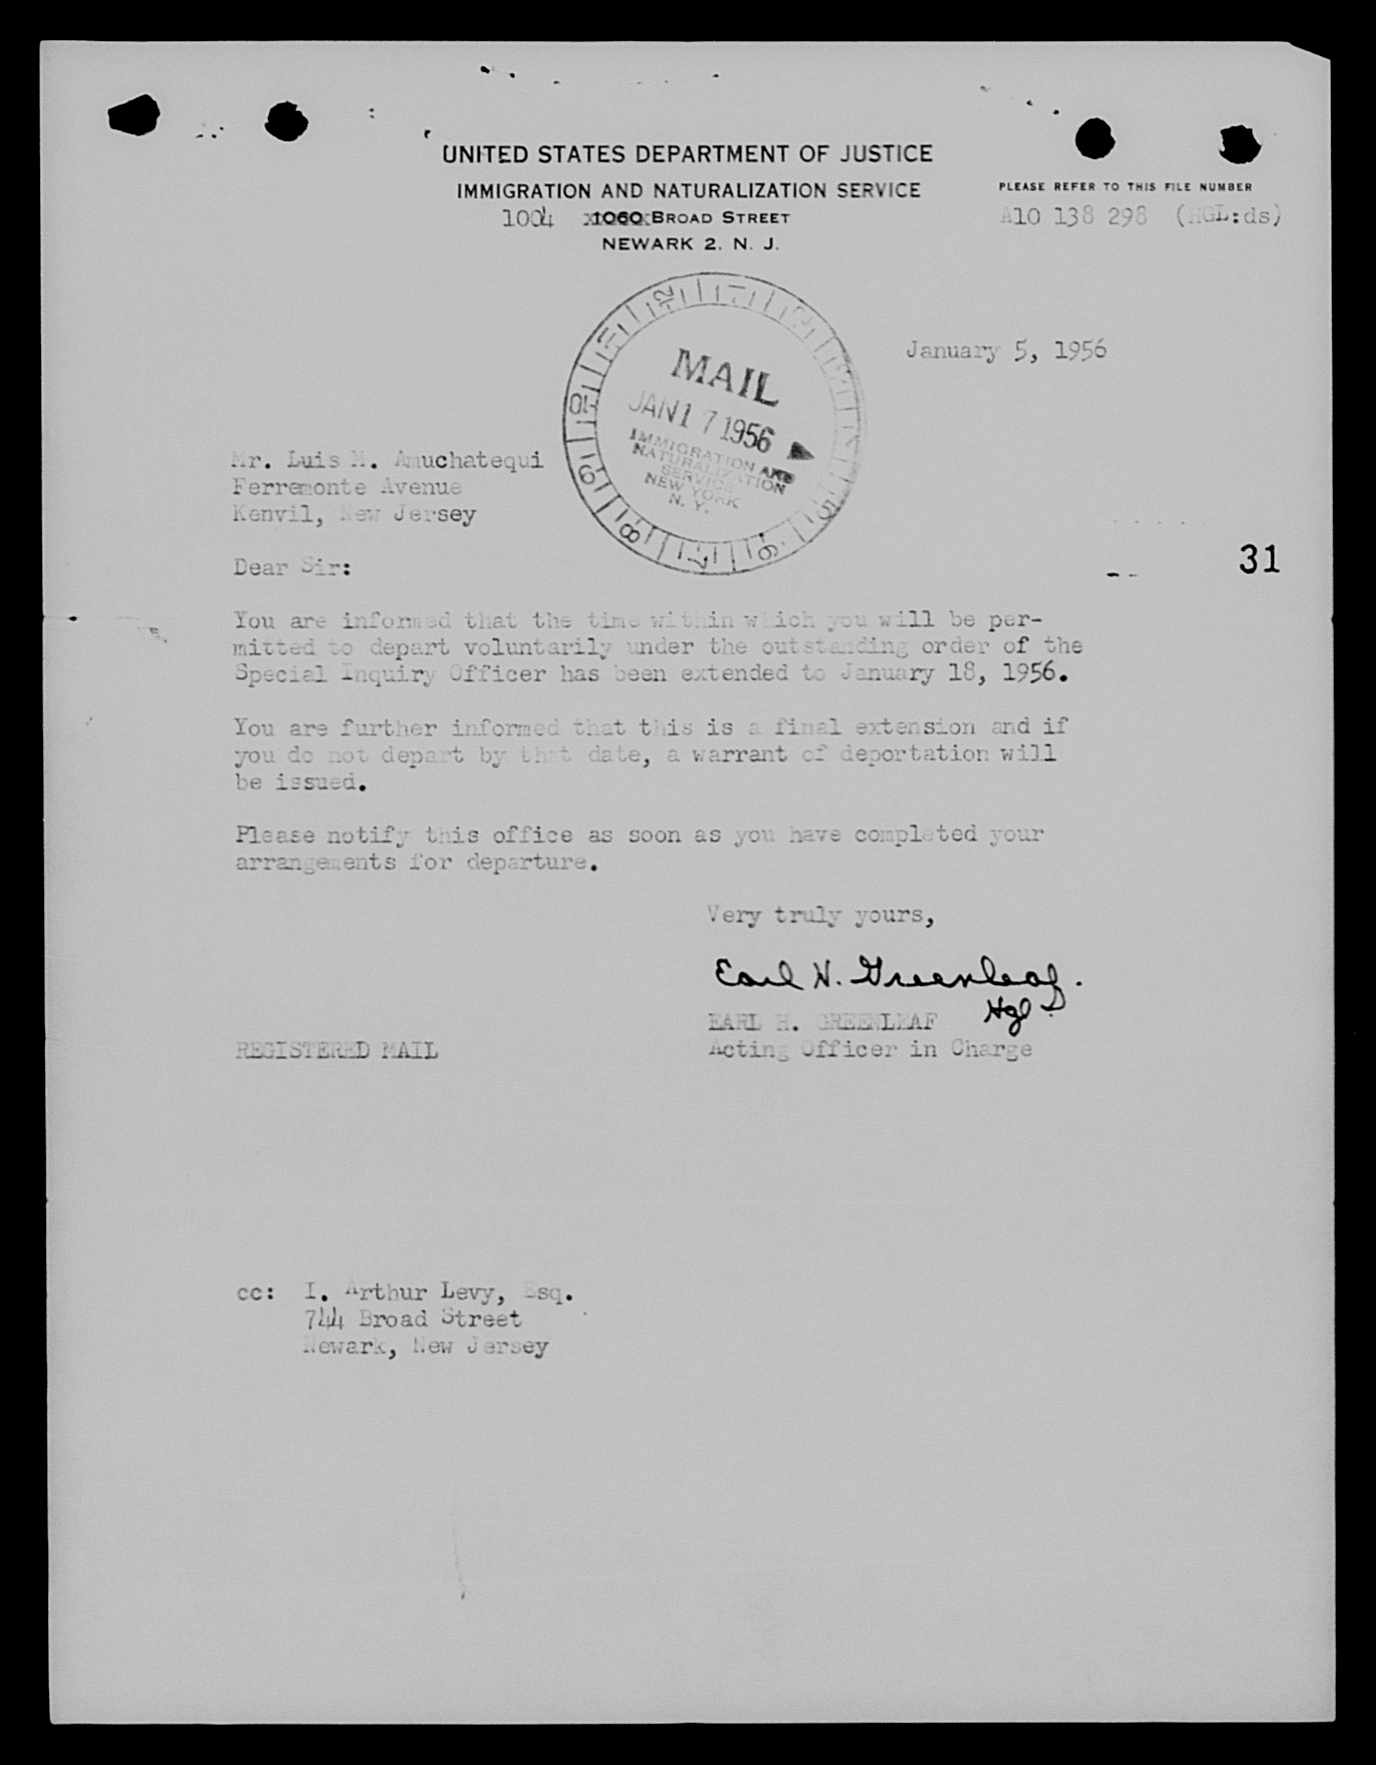 UNITED STATES DEPARTMENT OF JUSTICE
IMMIGRATION AND NATURALIZATION SERVICE
1004 x1060xBROAD STREET
NEWARK 2, N. J.
PLEASE REFER TO THIS FILE NUMBER
A10 138 298 (HGL:ds)
MAIL
JAN 17 1956
IMMIGRATION AND
NATURALIZATION
SERVICE
NEW YORK
N. Y.
January 5, 1956
Mr. Luis M. Amuchatequi
Ferremonte Avenue
Kenvil, New Jersey
31
Dear Sir:
You are informed that the time within which you will be per-
mitted to depart voluntarily under the outstanding order of the
Special Inquiry Officer has been extended to January 18, 1956.
You are further informed that this is a final extension and if
you do not depart by that date, a warrant of deportation will
be issued.
Please notify this office as soon as you have completed your
arrangements for departure.
Very truly yours,
Earl H. Greenleaf.
Hgl
EARL H. GREENLEAF
Acting Officer in Charge
REGISTERED MAIL
cc: I. Arthur Levy, Esq.
744 Broad Street
Newark, New Jersey